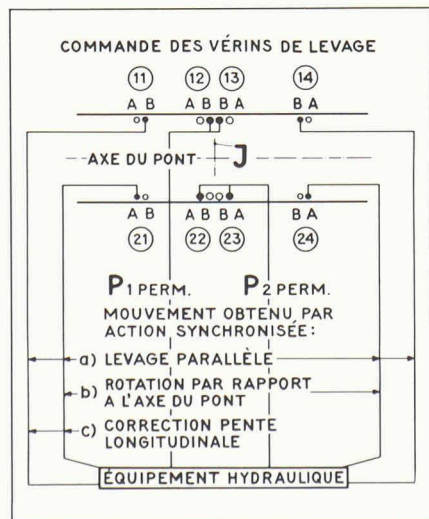 COMMANDE DES VÉRINS DE LEVAGE
11 12 13 14
A B A B B A B A
AXE DU PONT J
A B A B B A B A
21 22 23 24
P1 PERM. P2 PERM.
MOUVEMENT OBTENU PAR
ACTION SYNCHRONISÉE:
a) LEVAGE PARALLÈLE
b) ROTATION PAR RAPPORT
A L'AXE DU PONT
c) CORRECTION PENTE
LONGITUDINALE
ÉQUIPEMENT HYDRAULIQUE